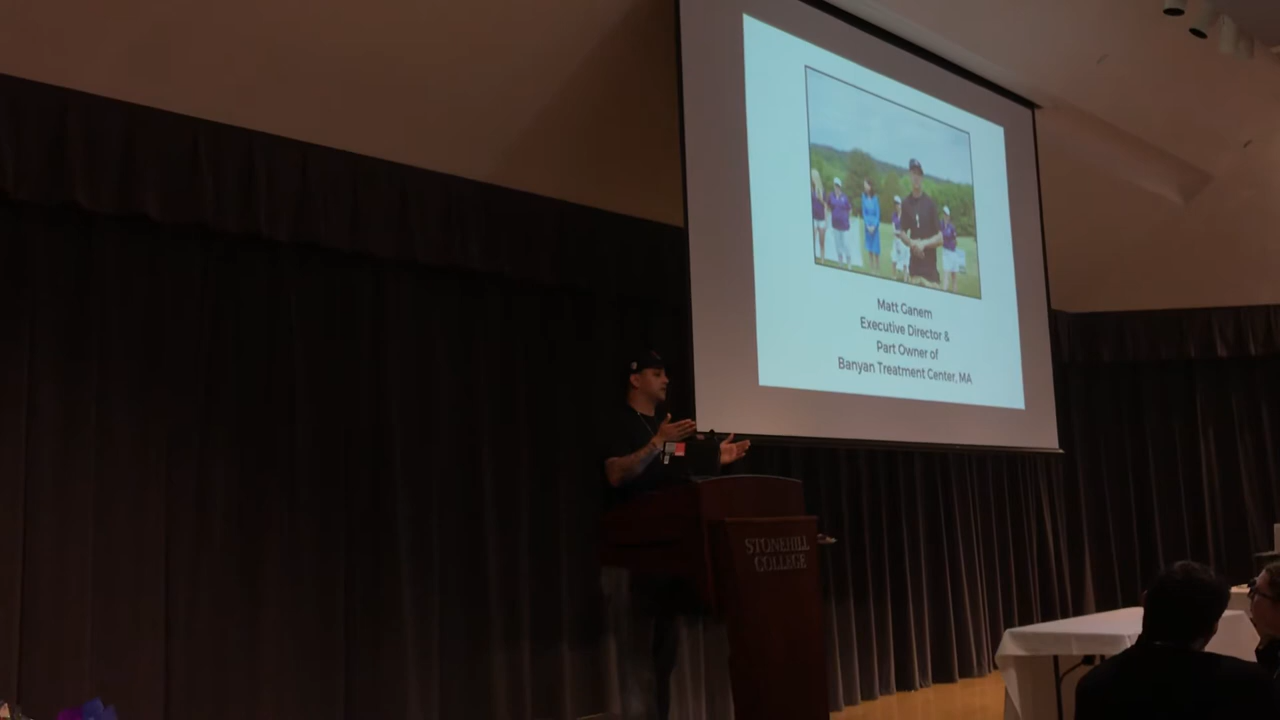 Matt Ganem
Executive Director &
Part Owner of
Banyan Treatment Center, MA
STONEHILL
COLLEGE